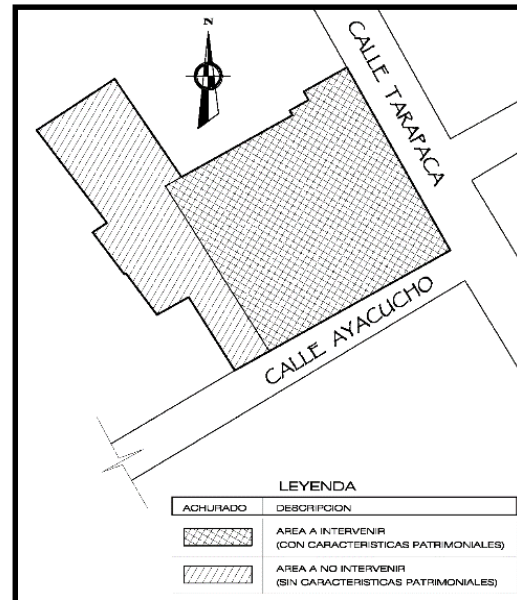 N
CALLE TARAPACA
CALLE AYACUCHO
LEYENDA
ACHURADO DESCRIPCION
AREA A INTERVENIR
(CON CARACTERISTICAS PATRIMONIALES)
AREA A NO INTERVENIR
(SIN CARACTERISTICAS PATRIMONIALES)